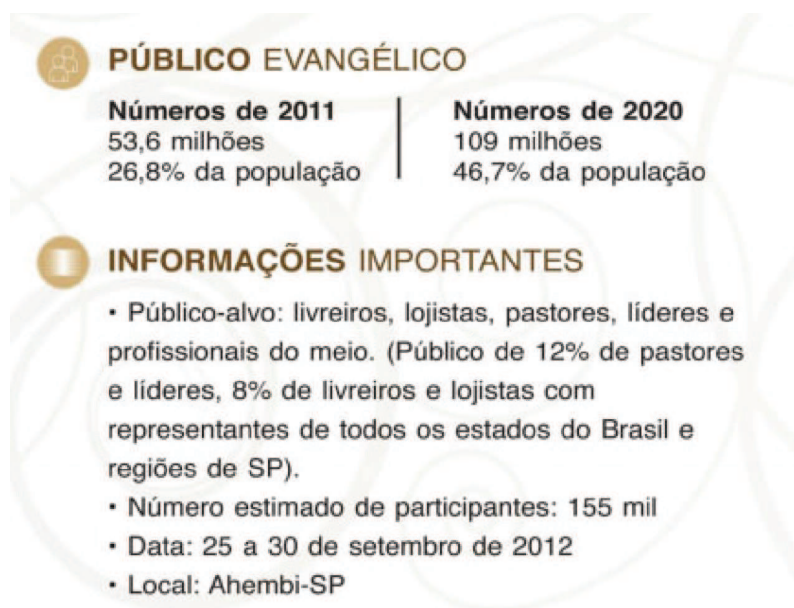 PÚBLICO EVANGÉLICO
Números de 2011
53,6 milhões
26,8% da população
Números de 2020
109 milhões
46,7% da população
INFORMAÇÕES IMPORTANTES
• Público-alvo: livreiros, lojistas, pastores, líderes e
profissionais do meio. (Público de 12% de pastores
e líderes, 8% de livreiros e lojistas com
representantes de todos os estados do Brasil e
regiões de SP).
• Número estimado de participantes: 155 mil
• Data: 25 a 30 de setembro de 2012
• Local: Ahembi-SP